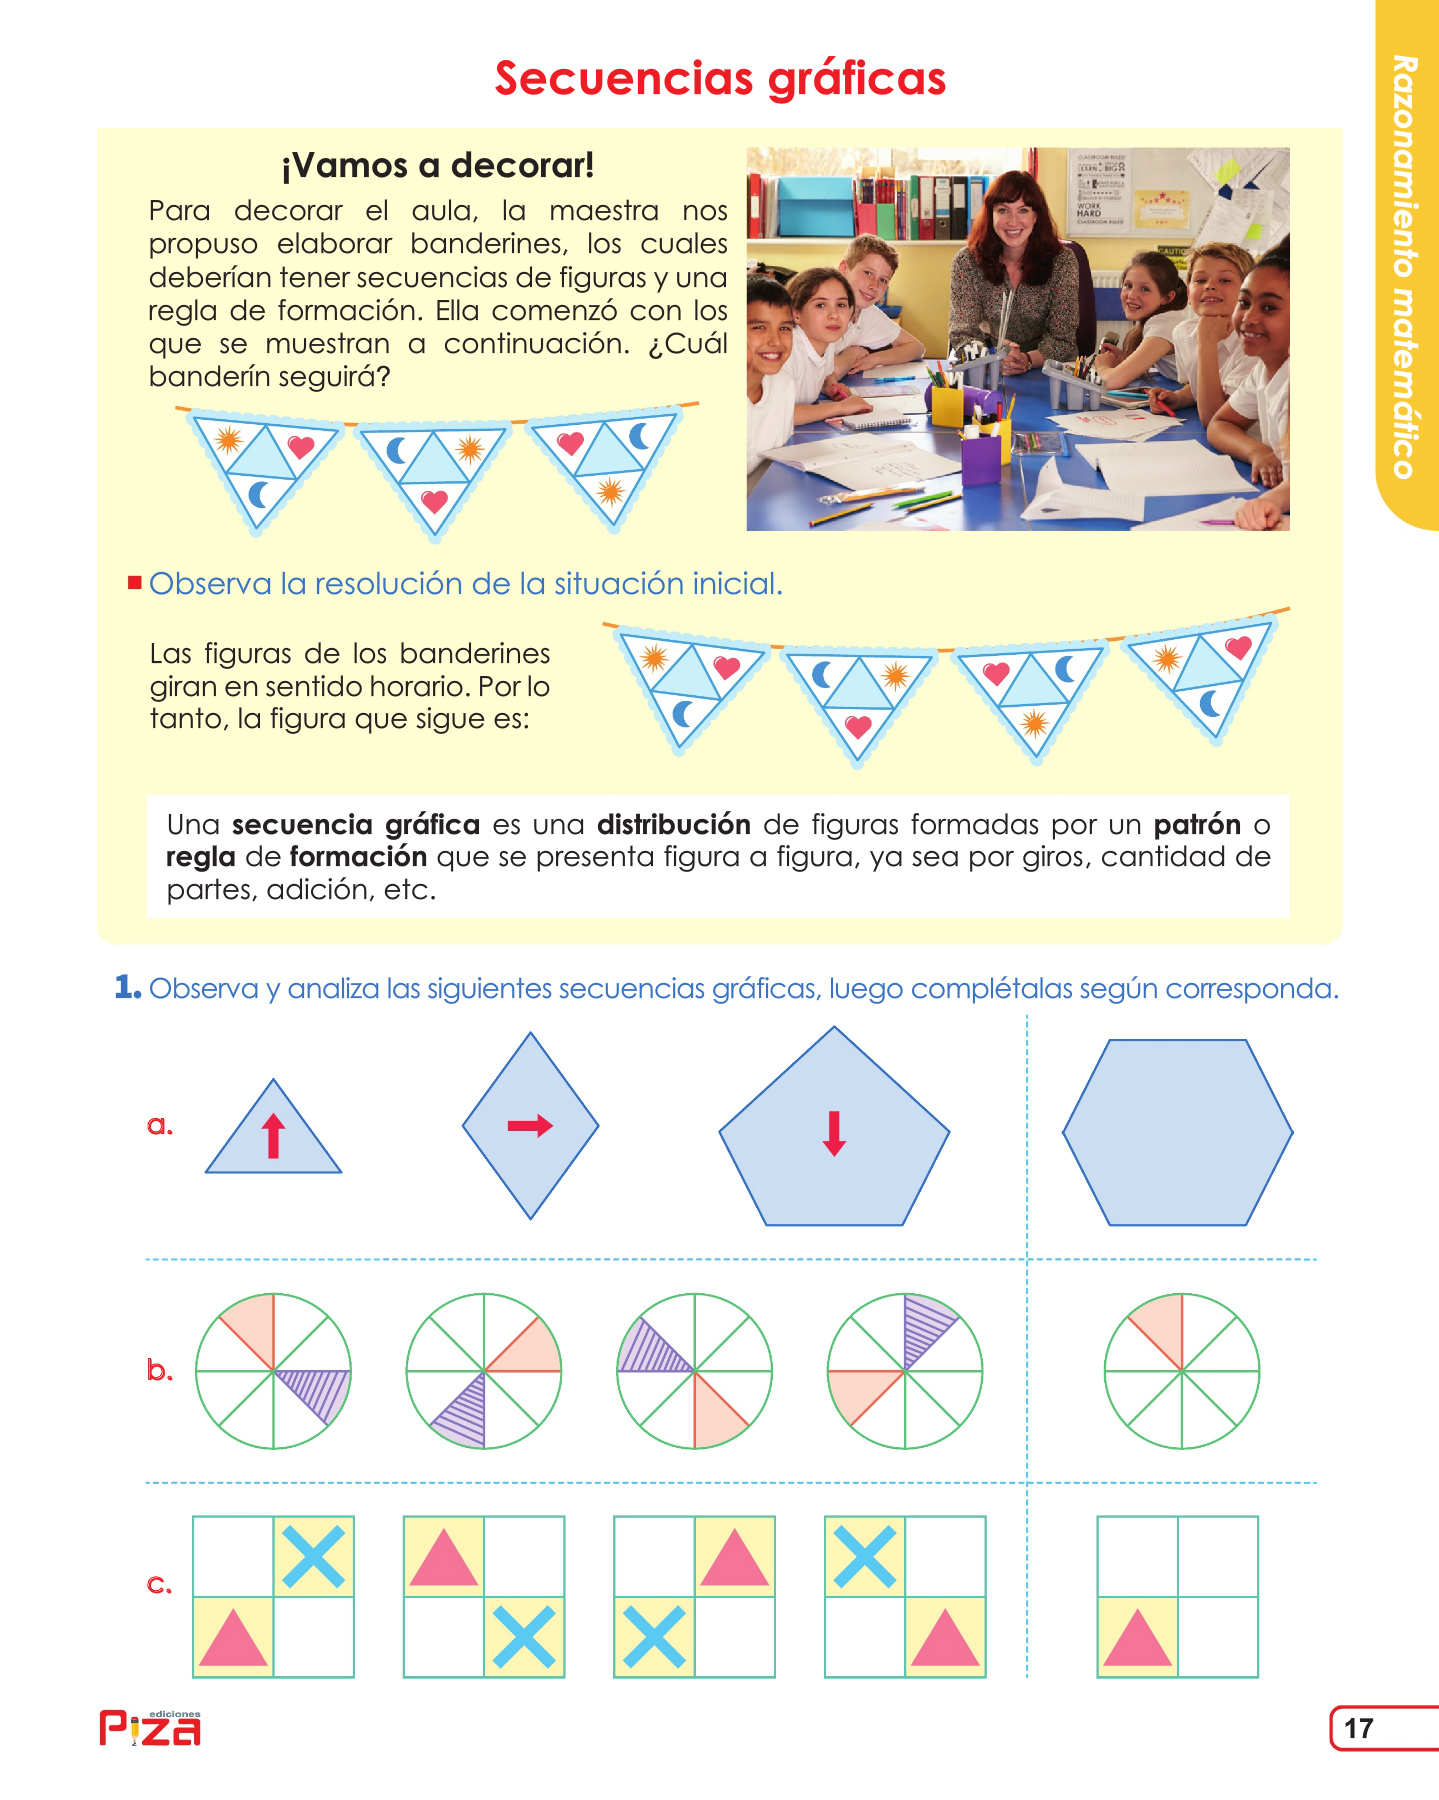 Secuencias gráficas
Razonamiento matemático
¡Vamos a decorar!
Para decorar el aula, la maestra nos
propuso elaborar banderines, los cuales
deberían tener secuencias de figuras y una
regla de formación. Ella comenzó con los
que se muestran a continuación. ¿Cuál
banderín seguirá?
CLASSROOM RULES
LEARN
BIG
WORK
HARD
CLASSROOM RULES
Observa la resolución de la situación inicial.
Las figuras de los banderines
giran en sentido horario. Por lo
tanto, la figura que sigue es:
Una secuencia gráfica es una distribución de figuras formadas por un patrón o
regla de formación que se presenta figura a figura, ya sea por giros, cantidad de
partes, adición, etc.
1. Observa y analiza las siguientes secuencias gráficas, luego complétalas según corresponda.
a.
b.
c.
ediciones
Piza
17